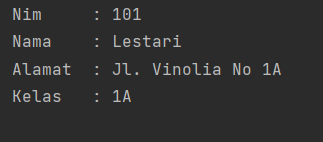 Nim     : 101
Nama    : Lestari
Alamat  : Jl. Vinolia No 1A
Kelas   : 1A